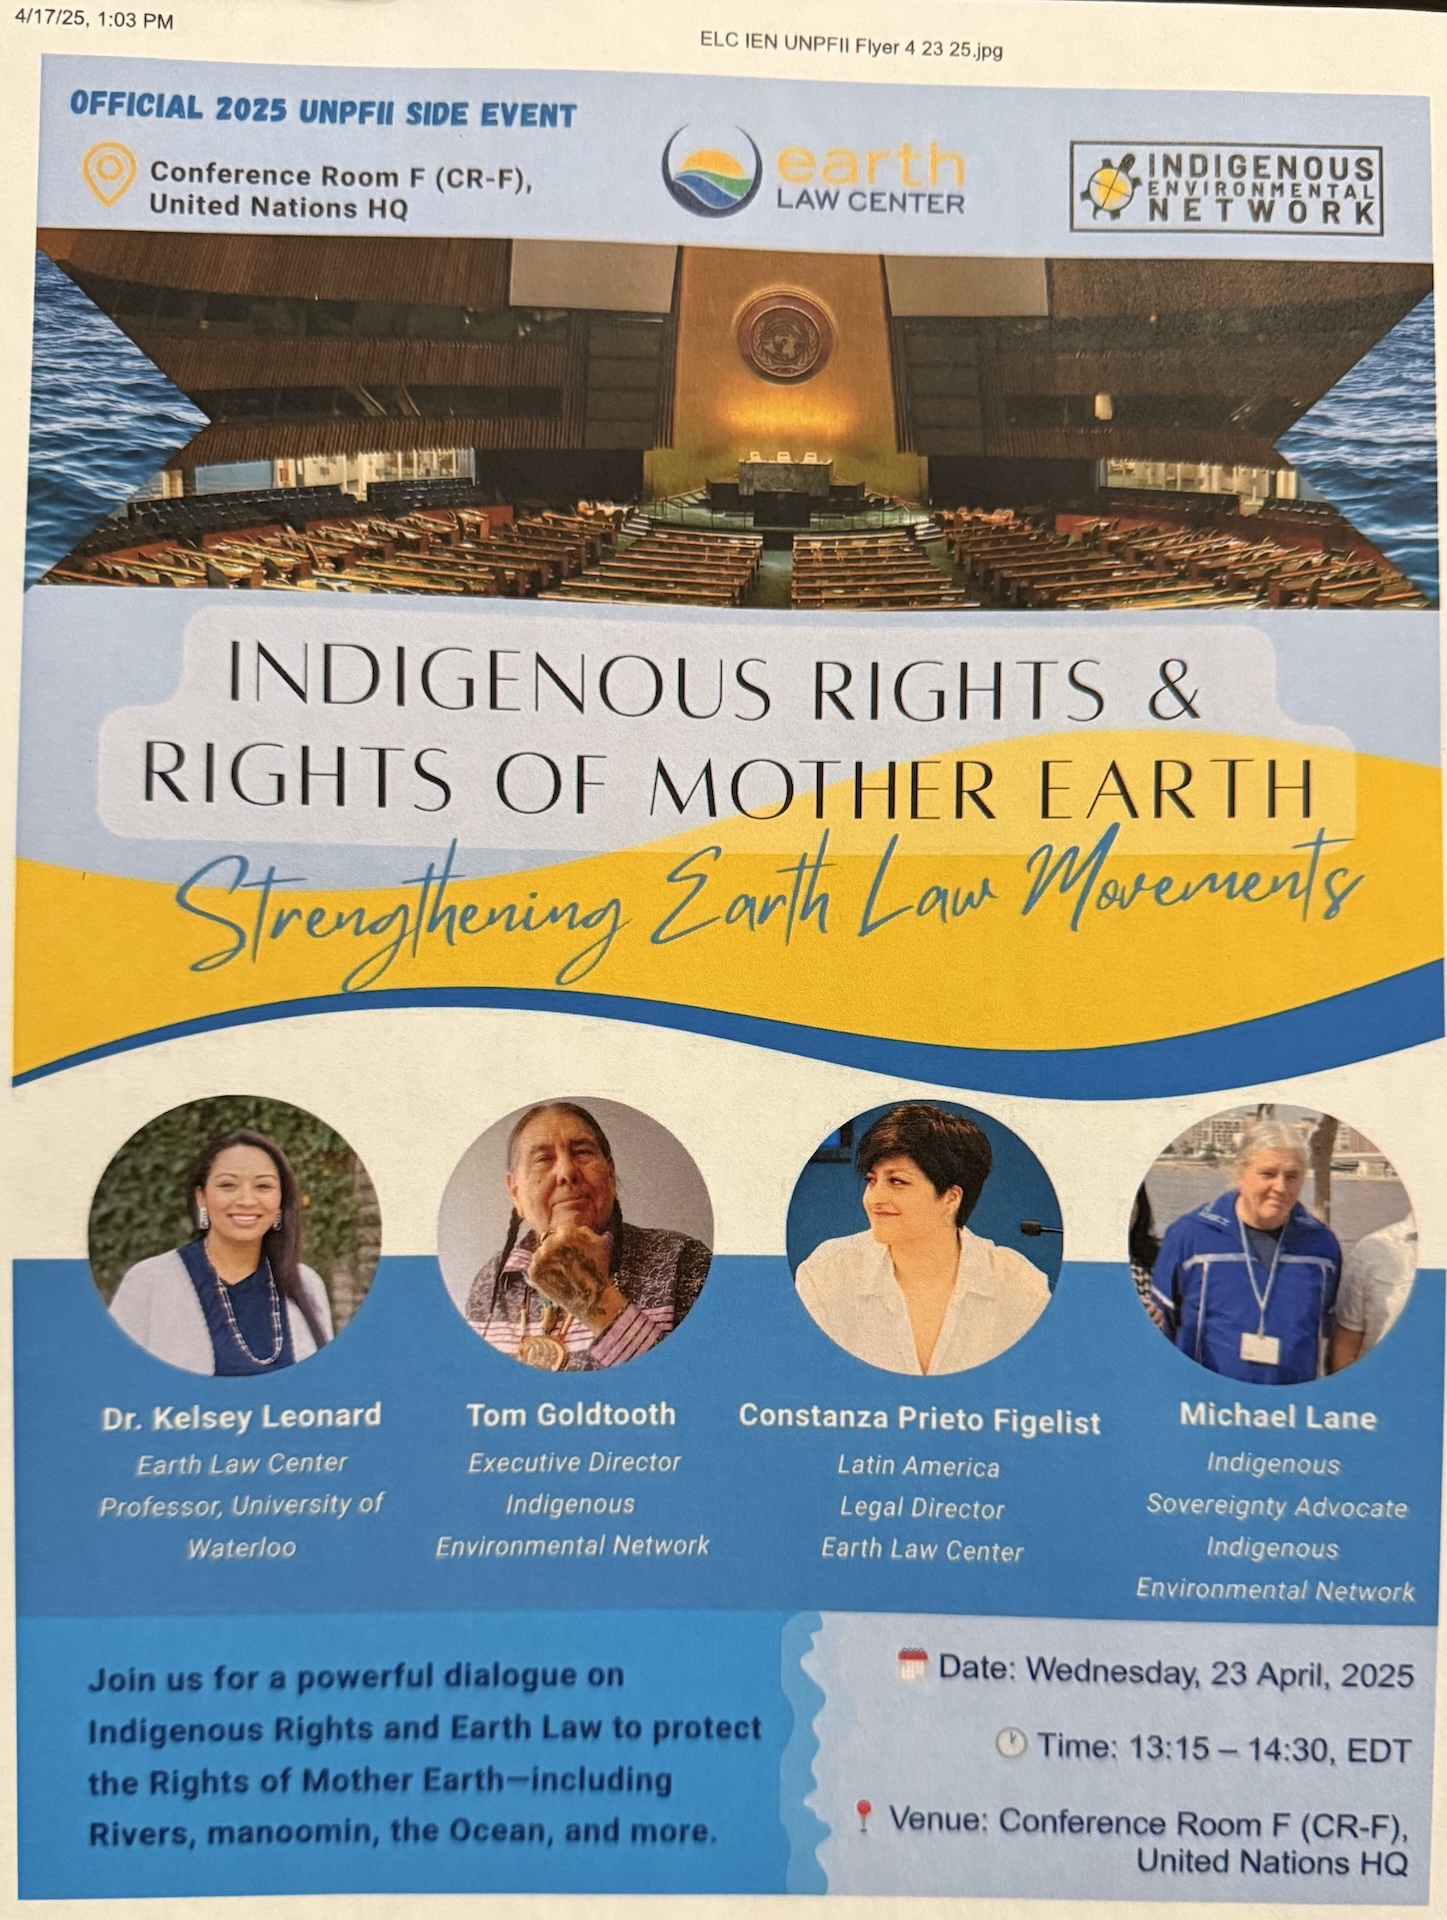 4/17/25, 1:03 PM
ELC IEN UNPFII Flyer 4 23 25.jpg
OFFICIAL 2025 UNPFII SIDE EVENT
Conference Room F (CR-F),
United Nations HQ
earth
LAW CENTER
INDIGENOUS
ENVIRONMENTAL
NETWORK
INDIGENOUS RIGHTS &
RIGHTS OF MOTHER EARTH
Strengthening Earth Law Movements
Dr. Kelsey Leonard
Earth Law Center
Professor, University of
Waterloo
Tom Goldtooth
Executive Director
Indigenous
Environmental Network
Constanza Prieto Figelist
Latin America
Legal Director
Earth Law Center
Michael Lane
Indigenous
Sovereignty Advocate
Indigenous
Environmental Network
Join us for a powerful dialogue on
Indigenous Rights and Earth Law to protect
the Rights of Mother Earth—including
Rivers, manoomin, the Ocean, and more.
Date: Wednesday, 23 April, 2025
Time: 13:15 – 14:30, EDT
Venue: Conference Room F (CR-F),
United Nations HQ